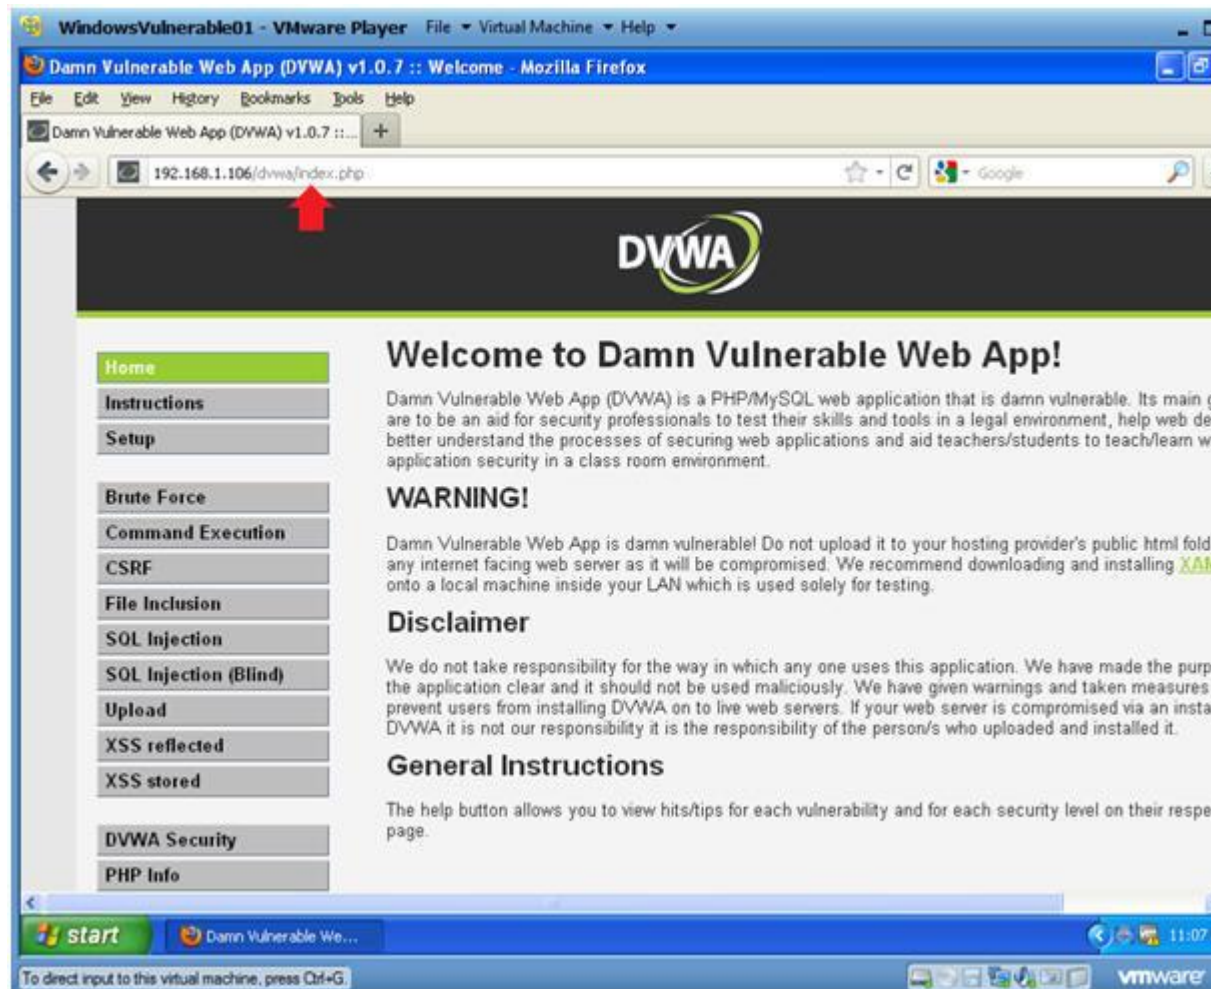 WindowsVulnerable01 - VMware Player File Virtual Machine Help
Damn Vulnerable Web App (DVWA) v1.0.7 :: Welcome - Mozilla Firefox
File Edit View History Bookmarks Tools Help
Damn Vulnerable Web App (DVWA) v1.0.7 ::... +
192.168.1.106/dvwa/index.php Google
DVWA
Home
Instructions
Setup
Brute Force
Command Execution
CSRF
File Inclusion
SQL Injection
SQL Injection (Blind)
Upload
XSS reflected
XSS stored
DVWA Security
PHP Info
Welcome to Damn Vulnerable Web App!
Damn Vulnerable Web App (DVWA) is a PHP/MySQL web application that is damn vulnerable. Its main g
are to be an aid for security professionals to test their skills and tools in a legal environment, help web de
better understand the processes of securing web applications and aid teachers/students to teach/learn w
application security in a class room environment.
WARNING!
Damn Vulnerable Web App is damn vulnerable! Do not upload it to your hosting provider's public html fold
any internet facing web server as it will be compromised. We recommend downloading and installing XAM
onto a local machine inside your LAN which is used solely for testing.
Disclaimer
We do not take responsibility for the way in which any one uses this application. We have made the purp
the application clear and it should not be used maliciously. We have given warnings and taken measures
prevent users from installing DVWA on to live web servers. If your web server is compromised via an insta
DVWA it is not our responsibility it is the responsibility of the person/s who uploaded and installed it.
General Instructions
The help button allows you to view hits/tips for each vulnerability and for each security level on their respe
page.
start Damn Vulnerable We... 11:07
To direct input to this virtual machine, press Ctrl+G. vmware